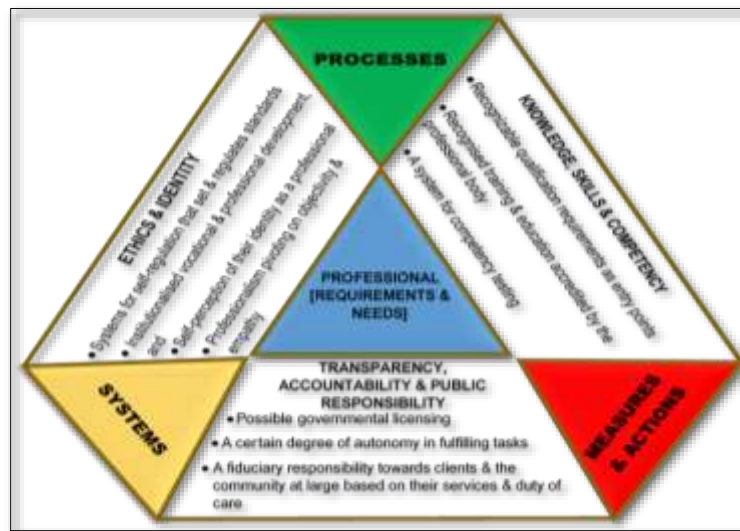 PROCESSES
ETHICS & IDENTITY
• Systems for self-regulation that set & regulates standards
• Institutionalised vocational & professional development,
and
• Self-perception of their identity as a professional
• Professionalism pivoting on objectivity &
empathy
KNOWLEDGE, SKILLS & COMPETENCY
• Recognizable qualification requirements as entry points
• Recognised training & education accredited by the
professional body
• A system for competency testing
PROFESSIONAL
[REQUIREMENTS &
NEEDS]
SYSTEMS
TRANSPARENCY,
ACCOUNTABILITY & PUBLIC
RESPONSIBILITY
• Possible governmental licensing
• A certain degree of autonomy in fulfilling tasks
• A fiduciary responsibility towards clients & the
community at large based on their services & duty of
care
MEASURES
& ACTIONS